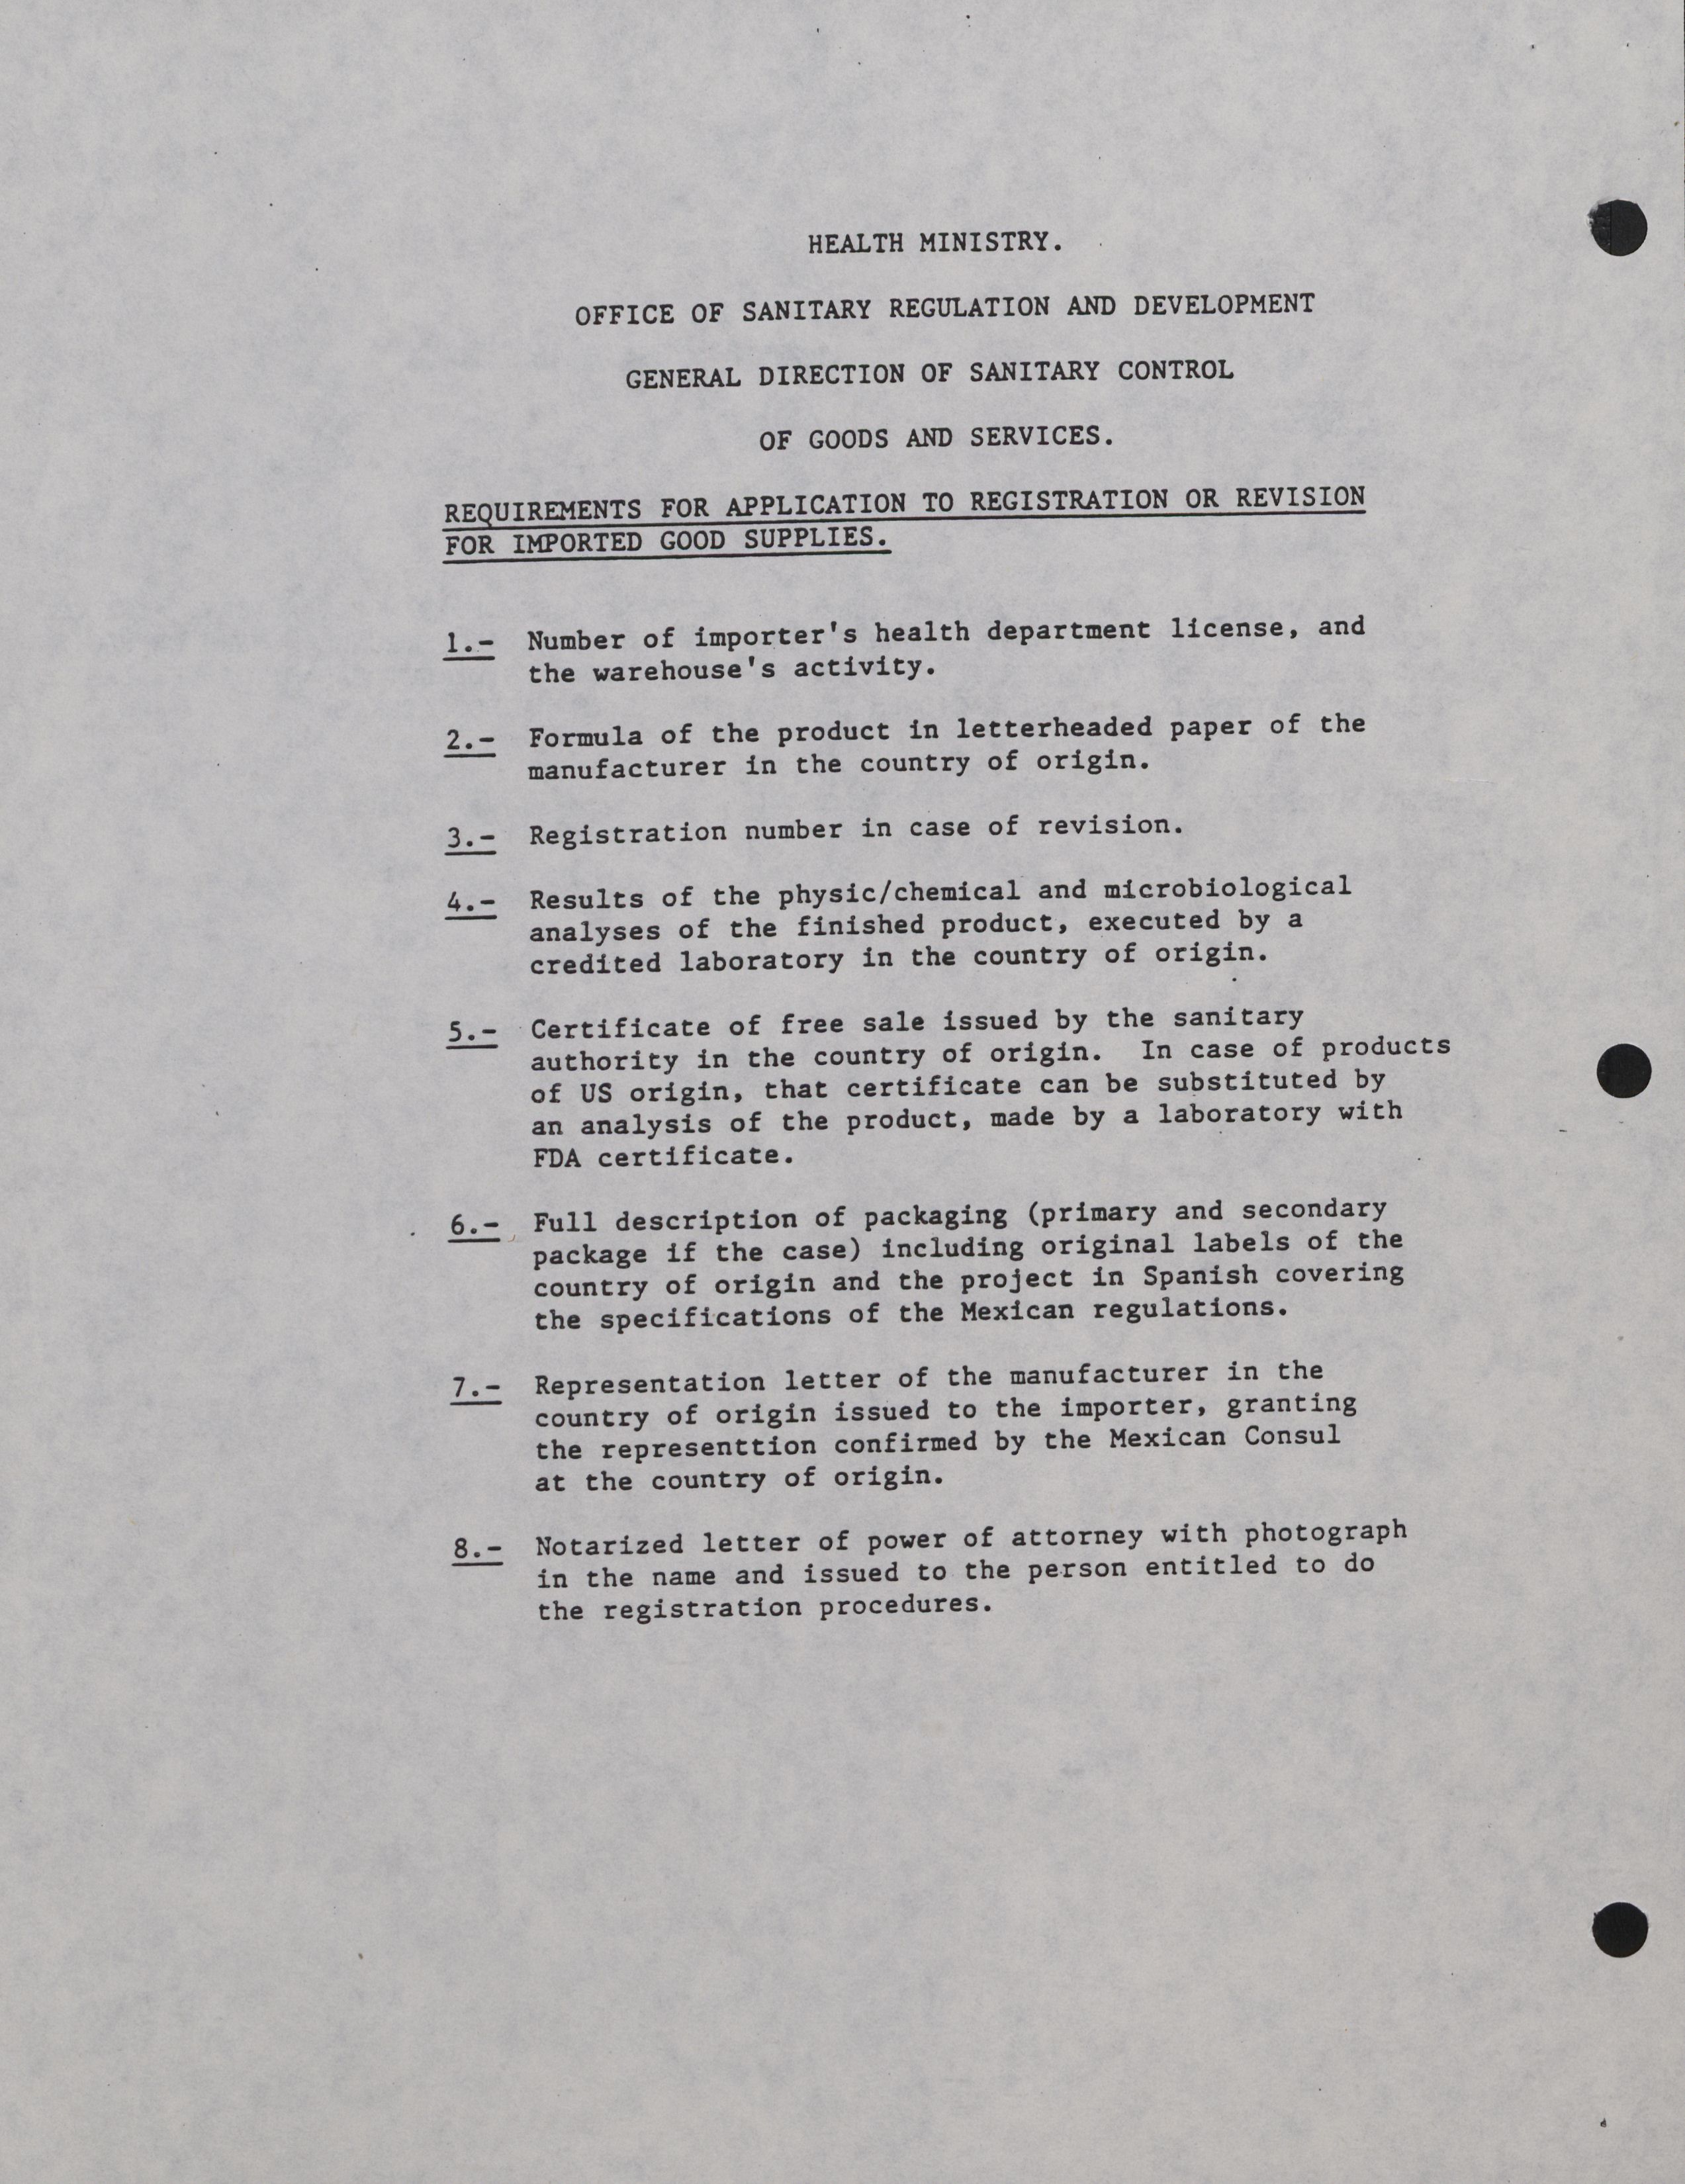 HEALTH MINISTRY.
OFFICE OF SANITARY REGULATION AND DEVELOPMENT
GENERAL DIRECTION OF SANITARY CONTROL
OF GOODS AND SERVICES.
REQUIREMENTS FOR APPLICATION TO REGISTRATION OR REVISION
FOR IMPORTED GOOD SUPPLIES.
1.- Number of importer's health department license, and
the warehouse's activity.
2.- Formula of the product in letterheaded paper of the
manufacturer in the country of origin.
3.- Registration number in case of revision.
4.- Results of the physic/chemical and microbiological
analyses of the finished product, executed by a
credited laboratory in the country of origin.
5.- Certificate of free sale issued by the sanitary
authority in the country of origin. In case of products
of US origin, that certificate can be substituted by
an analysis of the product, made by a laboratory with
FDA certificate.
6.- Full description of packaging (primary and secondary
package if the case) including original labels of the
country of origin and the project in Spanish covering
the specifications of the Mexican regulations.
7.- Representation letter of the manufacturer in the
country of origin issued to the importer, granting
the representtion confirmed by the Mexican Consul
at the country of origin.
8.- Notarized letter of power of attorney with photograph
in the name and issued to the person entitled to do
the registration procedures.